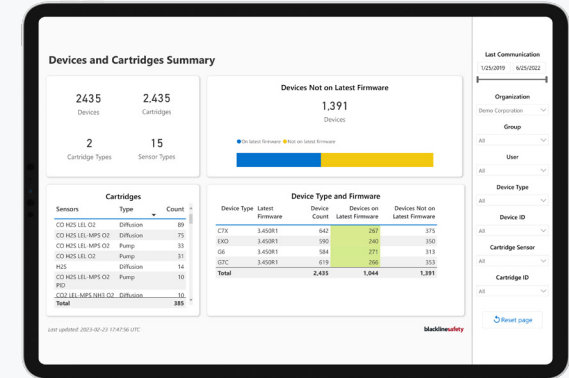 Devices and Cartridges Summary
2435
Devices
2,435
Cartridges
2
Cartridge Types
15
Sensor Types
Devices Not on Latest Firmware
1,391
Devices
On latest firmware Not on latest firmware
Cartridges
Sensors Type Count
CO H2S LEL O2 Diffusion 89
CO H2S LEL-MPS O2 Diffusion 75
CO H2S LEL-MPS O2 Pump 33
CO H2S LEL O2 Pump 31
H2S Diffusion 14
CO H2S LEL-MPS O2 Pump 10
PID
CO2 LEL-MPS NH3 O2 Diffusion 10
Total 385
Device Type and Firmware
Device Type Latest Device Devices on Devices Not on
Firmware Count Latest Firmware Latest Firmware
C7X 3.450R1 642 267 375
EXO 3.450R1 590 240 350
G6 3.450R1 584 271 313
G7C 3.450R1 619 266 353
Total 2,435 1,044 1,391
Last updated 2023-02-23 17:47:56 UTC
blacklinesafety
Last Communication
1/25/2019 6/25/2022
Organization
Demo Corporation
Group
All
User
All
Device Type
All
Device ID
All
Cartridge Sensor
All
Cartridge ID
All
Reset page